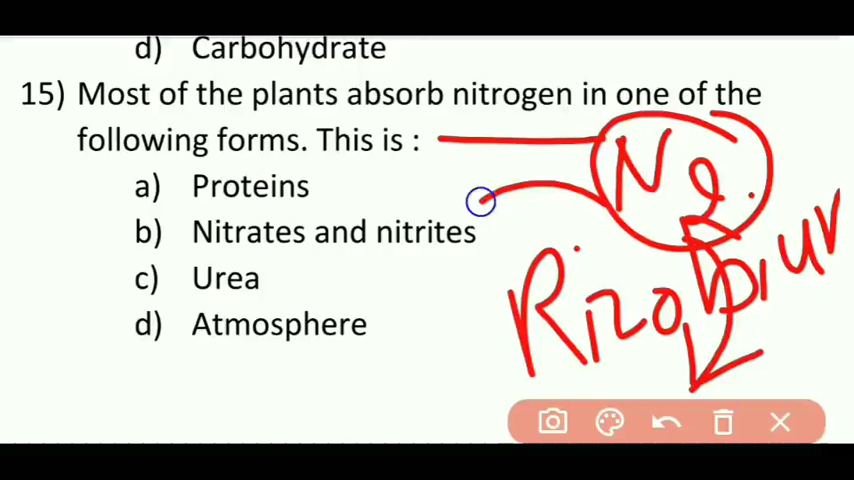 d) Carbohydrate
15) Most of the plants absorb nitrogen in one of the
following forms. This is :
a) Proteins
b) Nitrates and nitrites
c) Urea
d) Atmosphere
N2